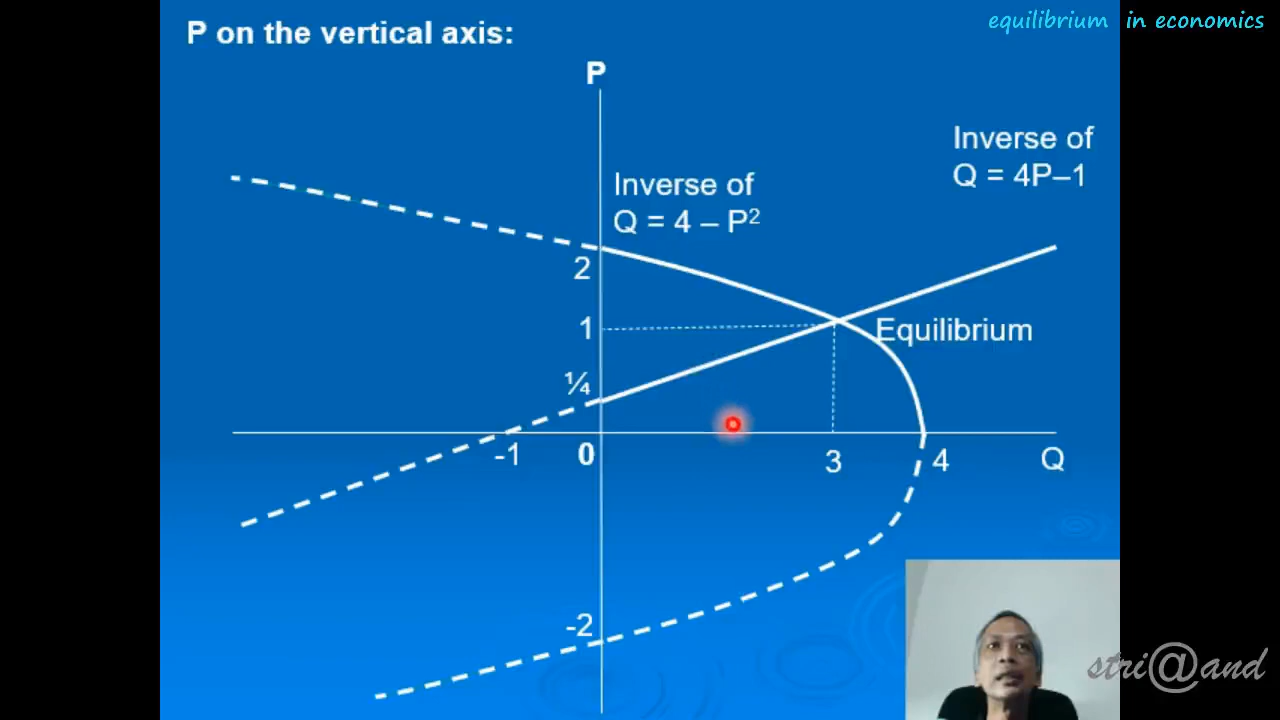 equilibrium in economics
P on the vertical axis:
P
Inverse of
Q = 4P–1
Inverse of
Q = 4 – P²
2
1
Equilibrium
¼
-1
0
3
4
Q
-2
stri@and